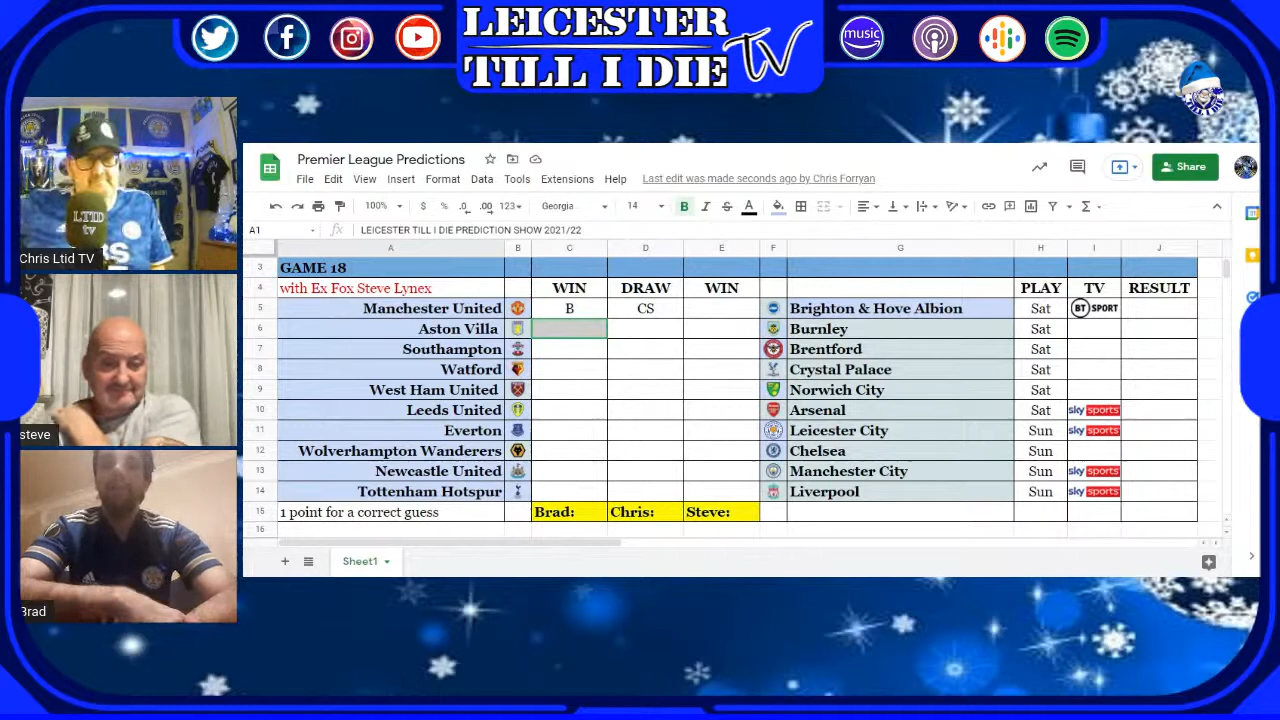 LEICESTER
TILL I DIE
TV
music
Premier League Predictions
File Edit View Insert Format Tools Extensions Help Last edit was made seconds ago by Chris Forryan
Share
100% $ % .0 .00 123 Georgia 14 B I S A
A1 fx LEICESTER TILL I DIE PREDICTION SHOW 2021/22
A B C D E F G H I J
3 GAME 18
4 with Ex Fox Steve Lynex WIN DRAW WIN PLAY TV RESULT
5 Manchester United B CS Brighton & Hove Albion Sat BT SPORT
6 Aston Villa Burnley Sat
7 Southampton Brentford Sat
8 Watford Crystal Palace Sat
9 West Ham United Norwich City Sat
10 Leeds United Arsenal Sat sky sports
11 Everton Leicester City Sun sky sports
12 Wolverhampton Wanderers Chelsea Sun
13 Newcastle United Manchester City Sun sky sports
14 Tottenham Hotspur Liverpool Sun sky sports
15 1 point for a correct guess Brad: Chris: Steve:
16
Sheet1
LTID
tv
Chris Ltid TV
steve
Brad